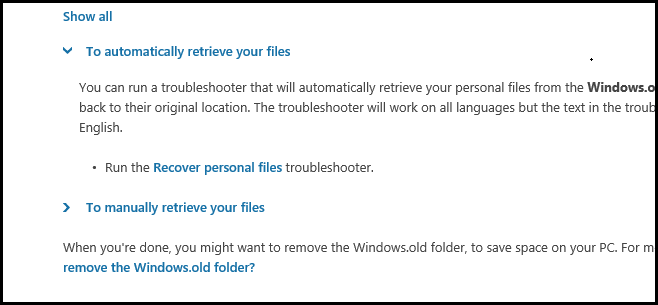 Show all
To automatically retrieve your files
You can run a troubleshooter that will automatically retrieve your personal files from the Windows.o
back to their original location. The troubleshooter will work on all languages but the text in the troub
English.
• Run the Recover personal files troubleshooter.
To manually retrieve your files
When you're done, you might want to remove the Windows.old folder, to save space on your PC. For m
remove the Windows.old folder?